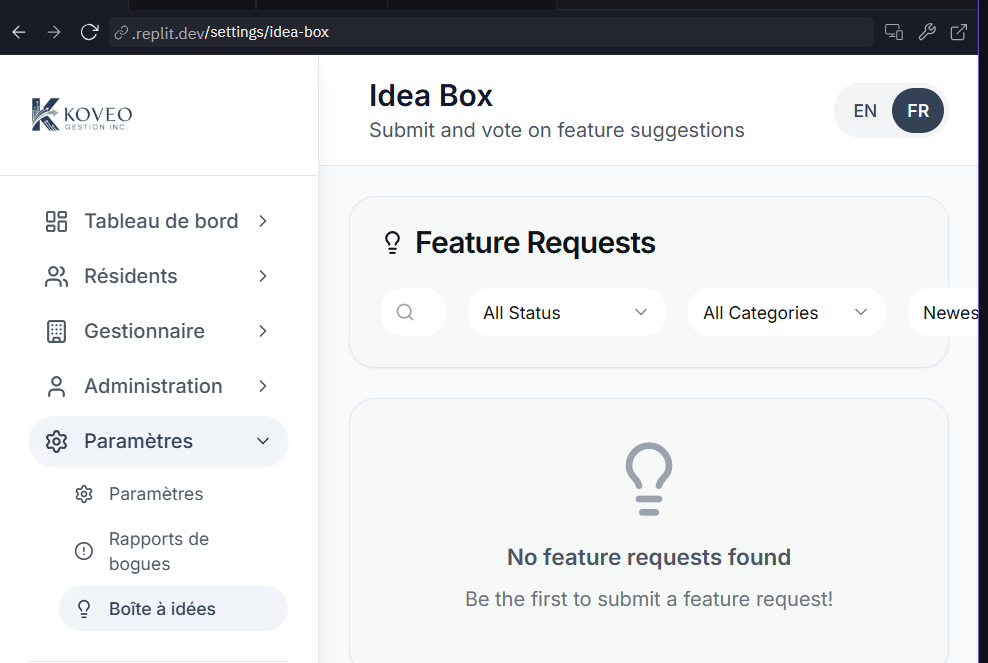 .replit.dev/settings/idea-box
KOVEO
GESTION INC.
Idea Box
Submit and vote on feature suggestions
EN FR
Tableau de bord
Résidents
Gestionnaire
Administration
Paramètres
Paramètres
Rapports de
bogues
Boîte à idées
Feature Requests
All Status All Categories Newes
No feature requests found
Be the first to submit a feature request!